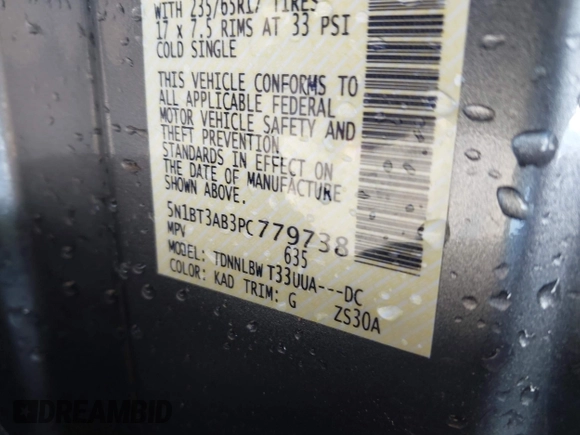 WITH 235/65R17 TIRES
17 x 7.5 RIMS AT 33 PSI
COLD SINGLE
THIS VEHICLE CONFORMS TO
ALL APPLICABLE FEDERAL
MOTOR VEHICLE SAFETY AND
THEFT PREVENTION
STANDARDS IN EFFECT ON
THE DATE OF MANUFACTURE
SHOWN ABOVE.
5N1BT3AB3PC779738
MPV 635
MODEL: TDNNLBW T33UUA---DC
COLOR: KAD TRIM: G ZS30A
DREAMBID